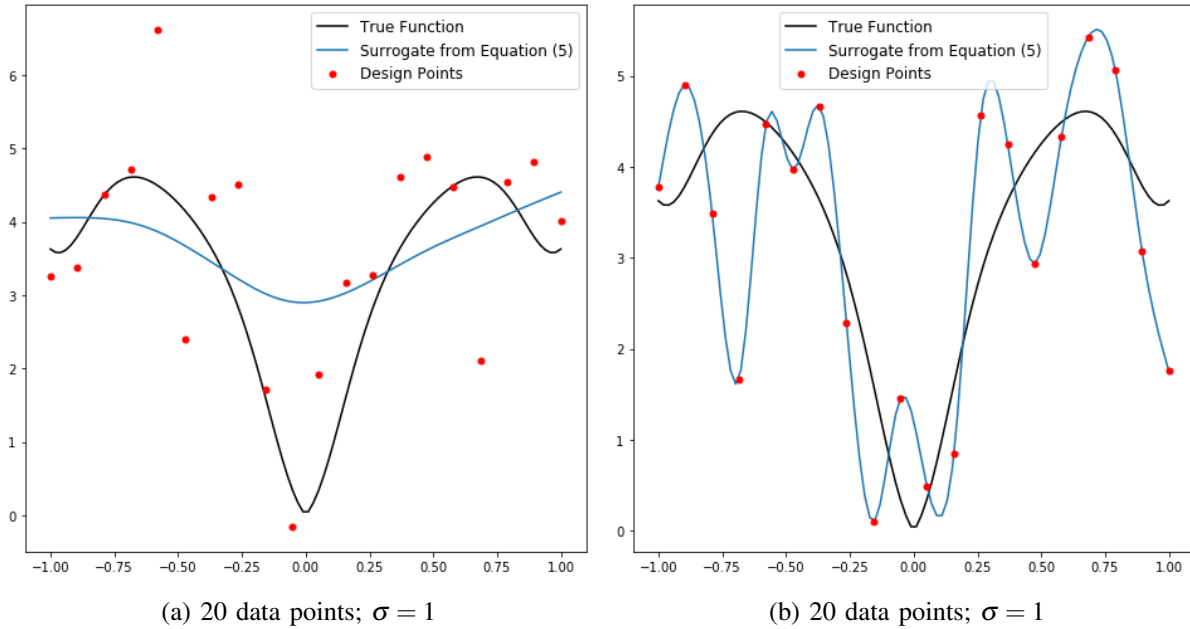 True Function
Surrogate from Equation (5)
Design Points
6
5
4
3
2
1
0
−1.00 −0.75 −0.50 −0.25 0.00 0.25 0.50 0.75 1.00
(a) 20 data points; σ = 1
True Function
Surrogate from Equation (5)
Design Points
5
4
3
2
1
0
−1.00 −0.75 −0.50 −0.25 0.00 0.25 0.50 0.75 1.00
(b) 20 data points; σ = 1